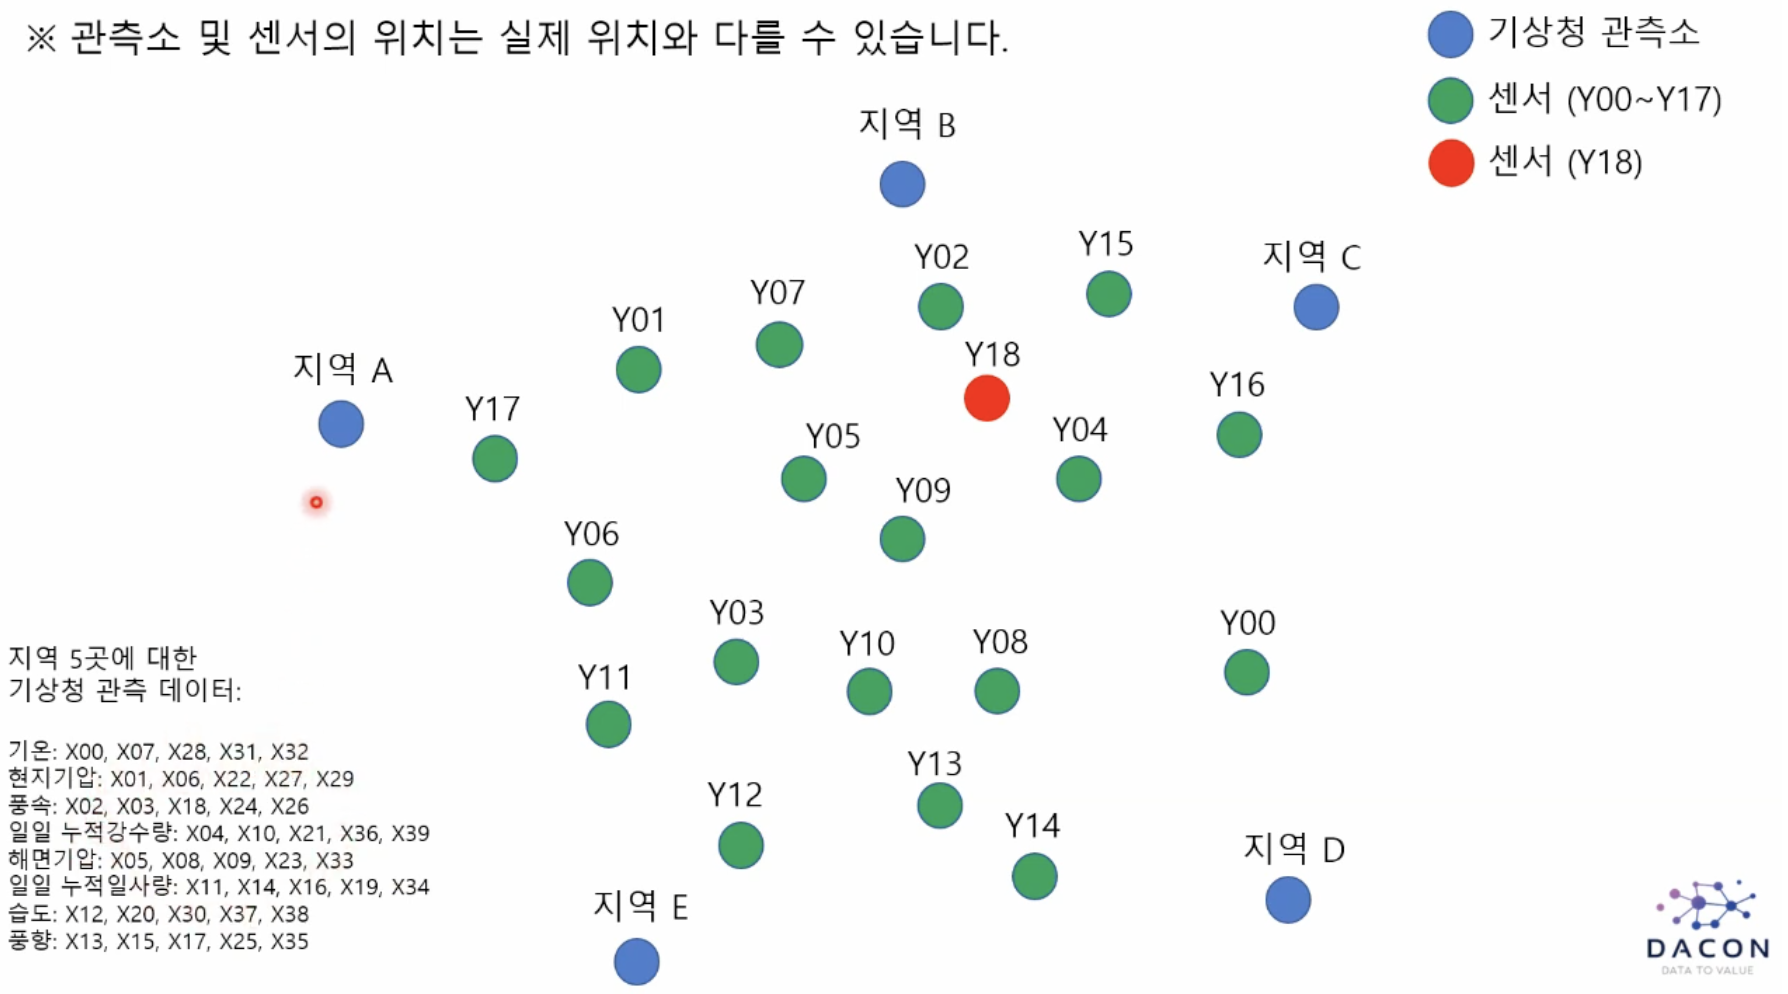 ※ 관측소 및 센서의 위치는 실제 위치와 다를 수 있습니다.
기상청 관측소
센서 (Y00~Y17)
센서 (Y18)
지역 B
Y15
Y02
지역 C
Y07
Y01
Y18
지역 A
Y16
Y17
Y05
Y04
Y09
Y06
Y03
Y00
Y10
Y08
Y11
Y13
Y12
Y14
지역 D
지역 E
지역 5곳에 대한
기상청 관측 데이터:
기온: X00, X07, X28, X31, X32
현지기압: X01, X06, X22, X27, X29
풍속: X02, X03, X18, X24, X26
일일 누적강수량: X04, X10, X21, X36, X39
해면기압: X05, X08, X09, X23, X33
일일 누적일사량: X11, X14, X16, X19, X34
습도: X12, X20, X30, X37, X38
풍향: X13, X15, X17, X25, X35
DACON
DATA TO VALUE